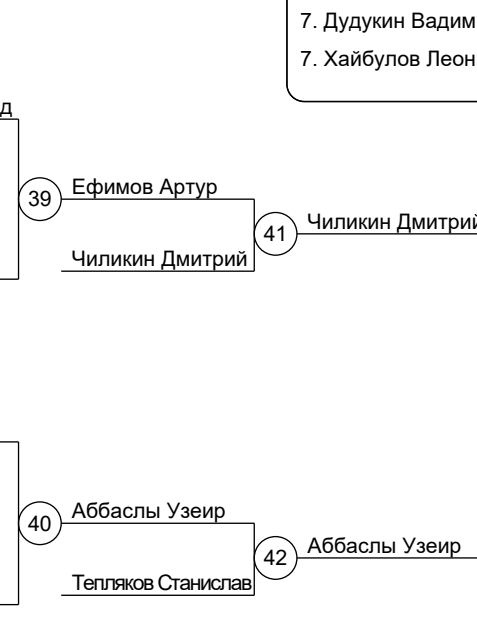 7. Дудукин Вадим
7. Хайбулов Леон
39
Ефимов Артур
41
Чиликин Дмитрий
Чиликин Дмитрий
40
Аббаслы Узеир
42
Аббаслы Узеир
Тепляков Станислав